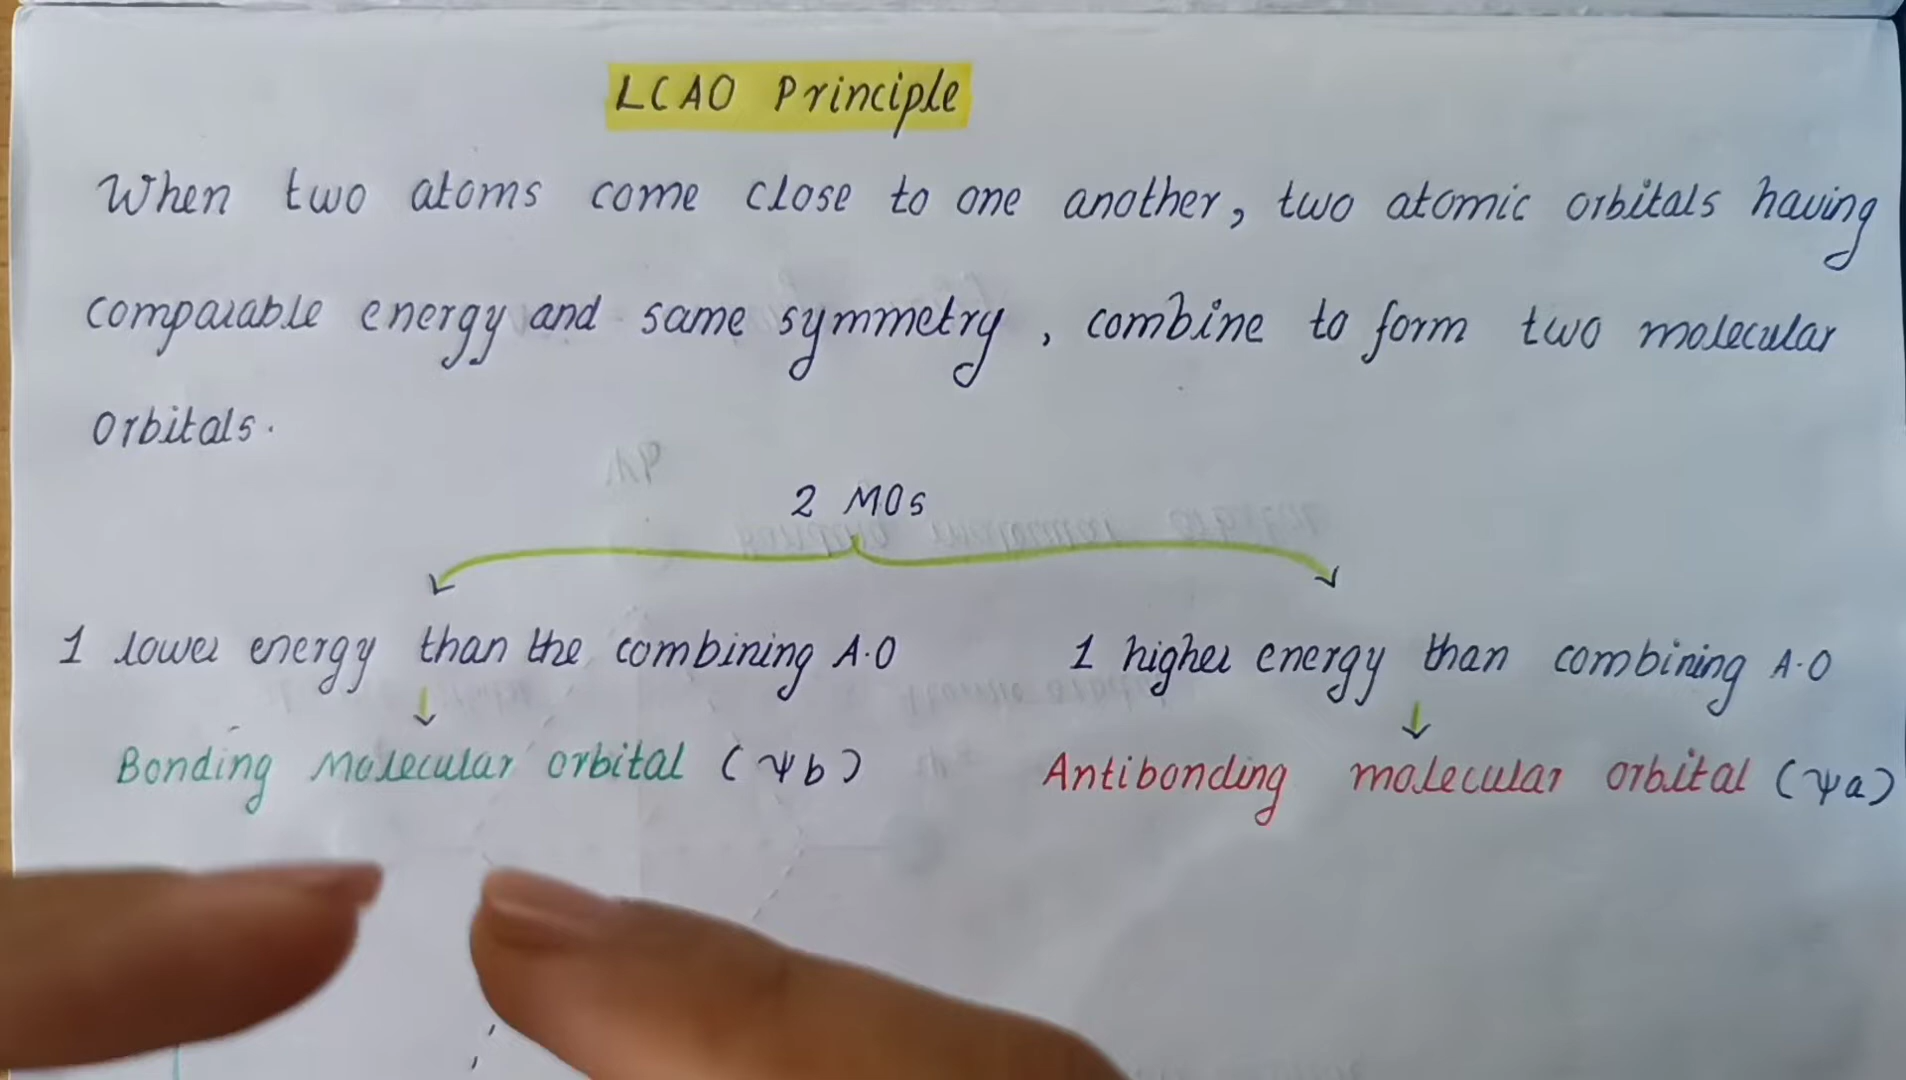 LCAO Principle
When two atoms come close to one another, two atomic orbitals having
comparable energy and same symmetry, combine to form two molecular
orbitals.
2 MOs
1 lower energy than the combining A.O
1 higher energy than combining A.O
Bonding Molecular orbital (ψb)
Antibonding molecular orbital (ψa)